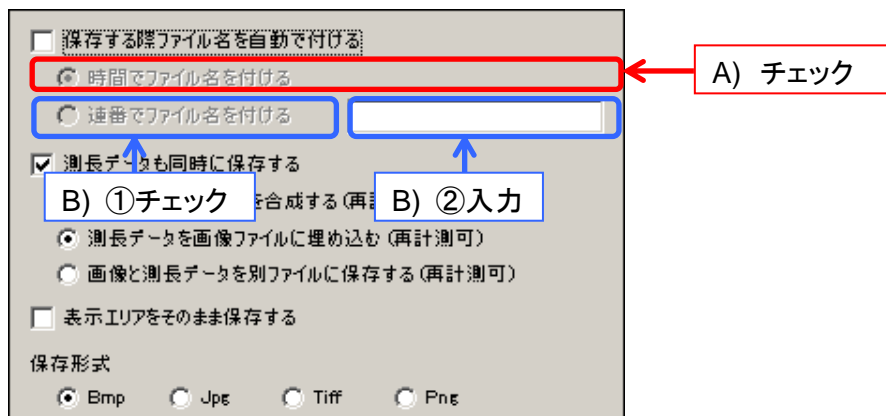 保存する際ファイル名を自動で付ける
時間でファイル名を付ける
A) チェック
連番でファイル名を付ける
測長データも同時に保存する
B) ①チェック
を合成する(再
B) ②入力
測長データを画像ファイルに埋め込む(再計測可)
画像と測長データを別ファイルに保存する(再計測可)
表示エリアをそのまま保存する
保存形式
Bmp Jpg Tiff Png